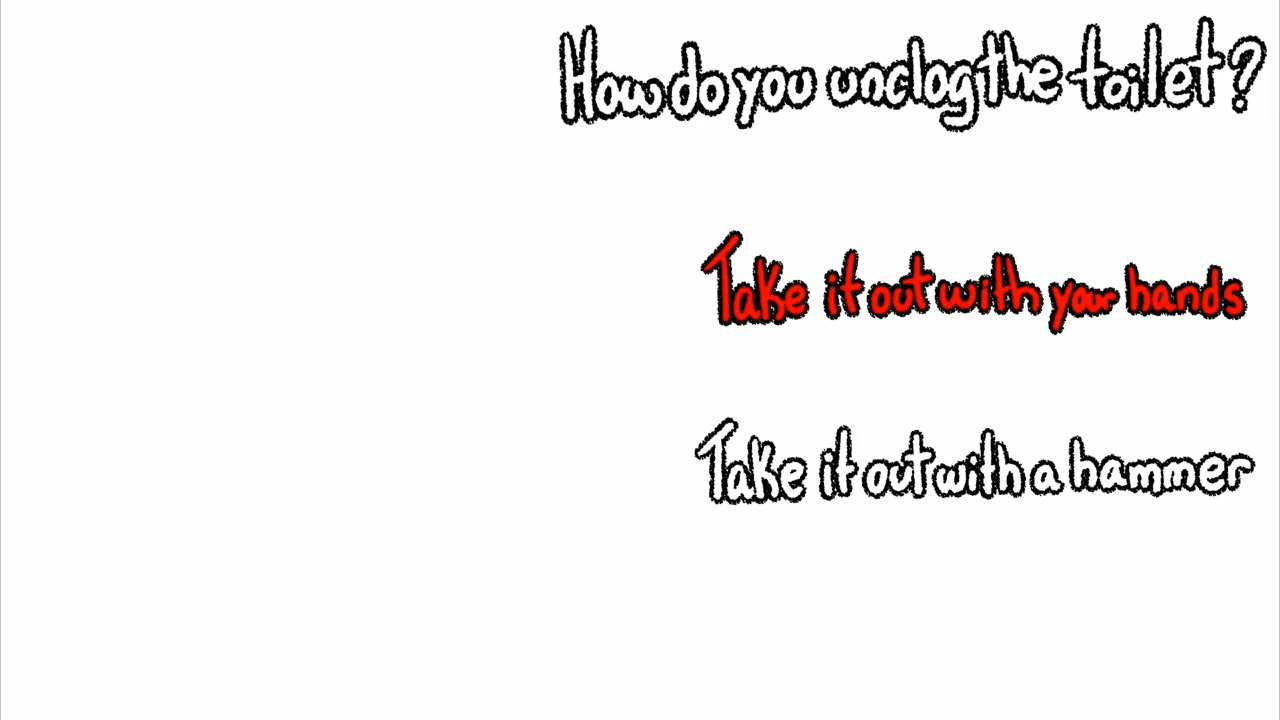 How do you unclog the toilet?
Take it out with your hands
Take it out with a hammer